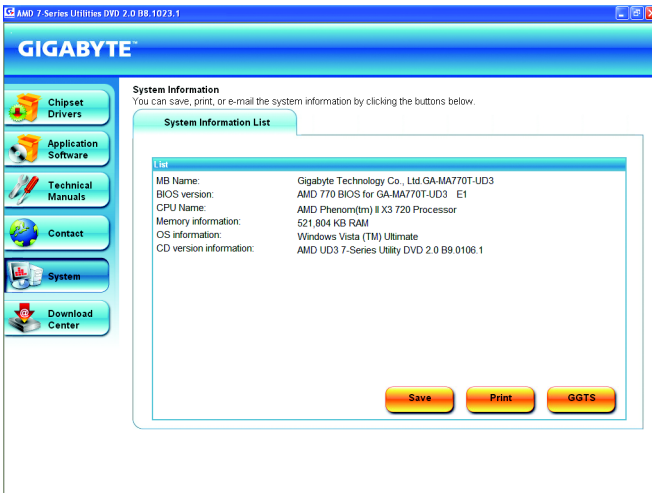 AMD 7-Series Utilities DVD 2.0 B8.1023.1
GIGABYTE™
Chipset
Drivers
Application
Software
Technical
Manuals
Contact
System
Download
Center
System Information
You can save, print, or e-mail the system information by clicking the buttons below.
System Information List
List
MB Name: Gigabyte Technology Co., Ltd.GA-MA770T-UD3
BIOS version: AMD 770 BIOS for GA-MA770T-UD3 E1
CPU Name: AMD Phenom(tm) II X3 720 Processor
Memory information: 521,804 KB RAM
OS information: Windows Vista (TM) Ultimate
CD version information: AMD UD3 7-Series Utility DVD 2.0 B9.0106.1
Save Print GGTS